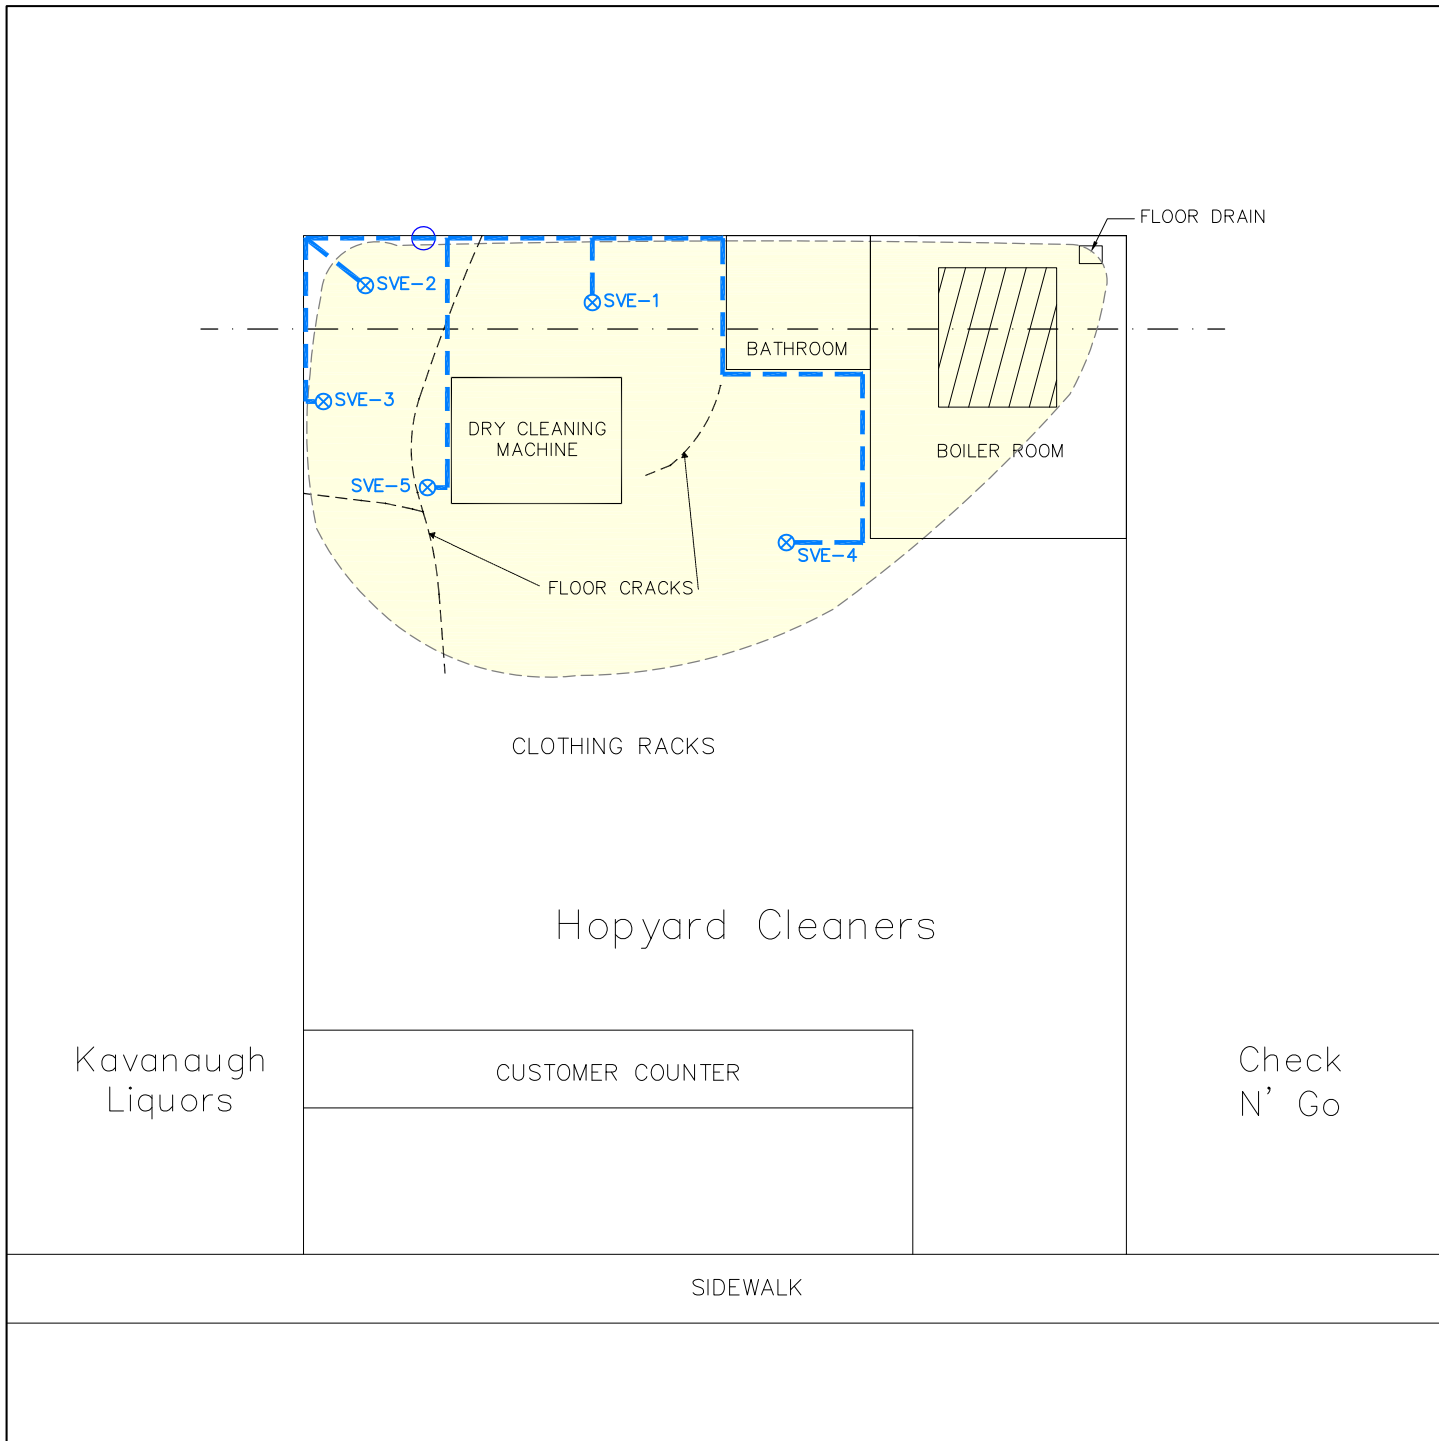 FLOOR DRAIN
SVE-2
SVE-1
BATHROOM
SVE-3
DRY CLEANING
MACHINE
BOILER ROOM
SVE-5
SVE-4
FLOOR CRACKS
CLOTHING RACKS
Hopyard Cleaners
Kavanaugh
Liquors
CUSTOMER COUNTER
Check
N' Go
SIDEWALK